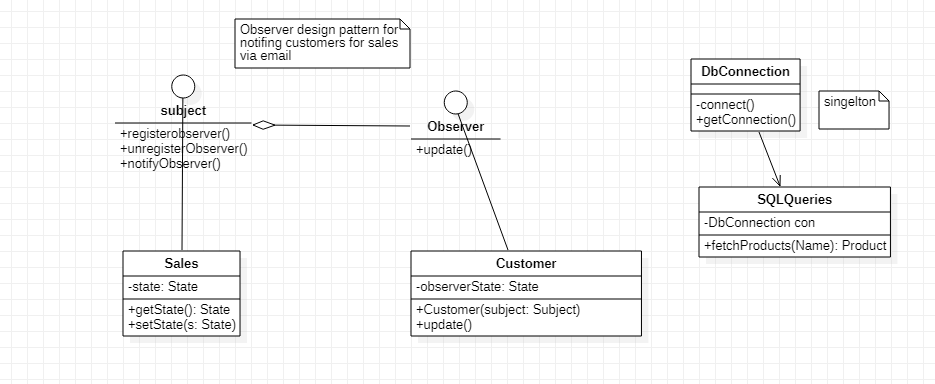 Observer design pattern for
notifing customers for sales
via email
subject
+registerobserver()
+unregisterObserver()
+notifyObserver()
Observer
+update()
Sales
-state: State
+getState(): State
+setState(s: State)
Customer
-observerState: State
+Customer(subject: Subject)
+update()
DbConnection
-connect()
+getConnection()
singelton
SQLQueries
-DbConnection con
+fetchProducts(Name): Product